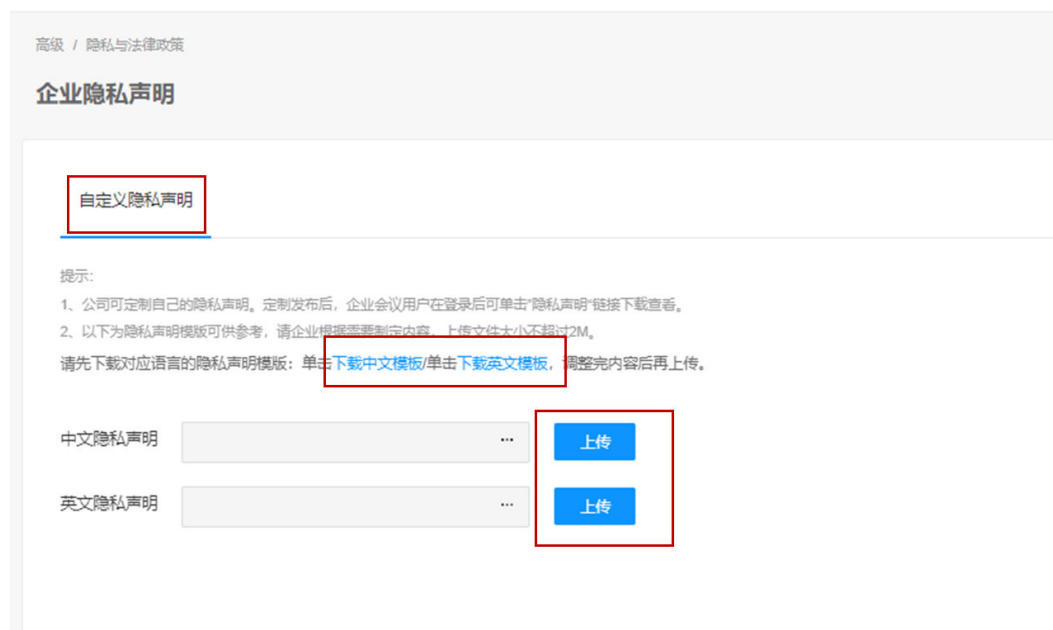 高级 / 隐私与法律政策
企业隐私声明
自定义隐私声明
提示:
1、公司可定制自己的隐私声明。定制发布后，企业会议用户在登录后可单击"隐私声明"链接下载查看。
2、以下为隐私声明模版可供参考，请企业根据需要制定内容，上传文件大小不超过2M。
请先下载对应语言的隐私声明模版：单击下载中文模板/单击下载英文模板，调整完内容后再上传。
中文隐私声明 ... 上传
英文隐私声明 ... 上传